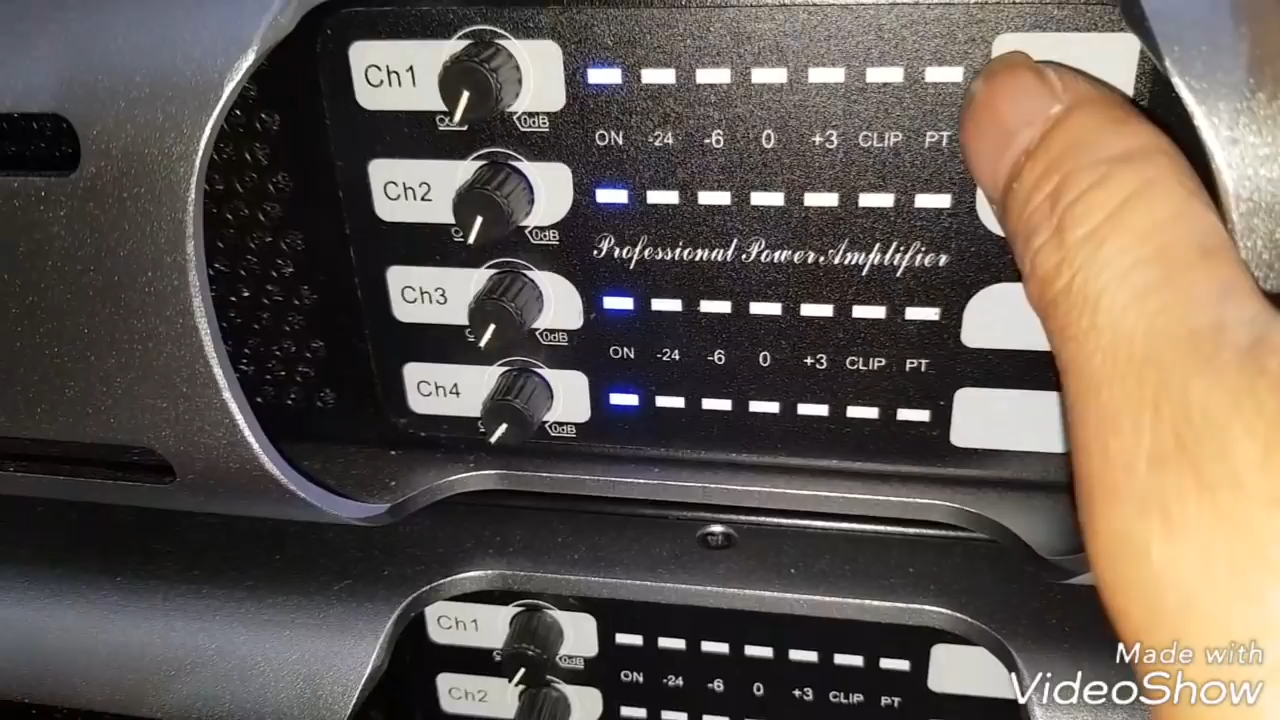 Ch1
∞ 0dB
ON -24 -6 0 +3 CLIP PT
Ch2
0dB
Professional Power Amplifier
Ch3
0dB
ON -24 -6 0 +3 CLIP PT
Ch4
0dB
Ch1
0dB
ON -24 -6 0 +3 CLIP PT
Ch2
Made with
VideoShow